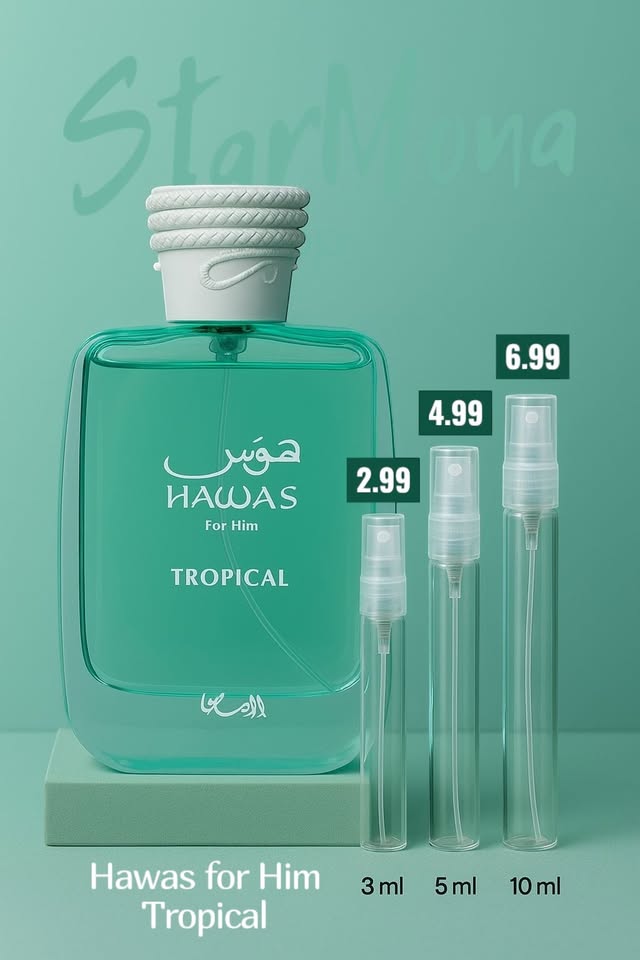 StarMona
6.99
4.99
2.99
هوَس
HAWAS
For Him
TROPICAL
Hawas for Him
Tropical
3 ml
5 ml
10 ml